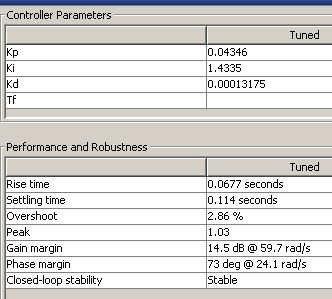 Controller Parameters
Tuned
Kp 0.04346
Ki 1.4335
Kd 0.00013175
Tf
Performance and Robustness
Tuned
Rise time 0.0677 seconds
Settling time 0.114 seconds
Overshoot 2.86 %
Peak 1.03
Gain margin 14.5 dB @ 59.7 rad/s
Phase margin 73 deg @ 24.1 rad/s
Closed-loop stability Stable